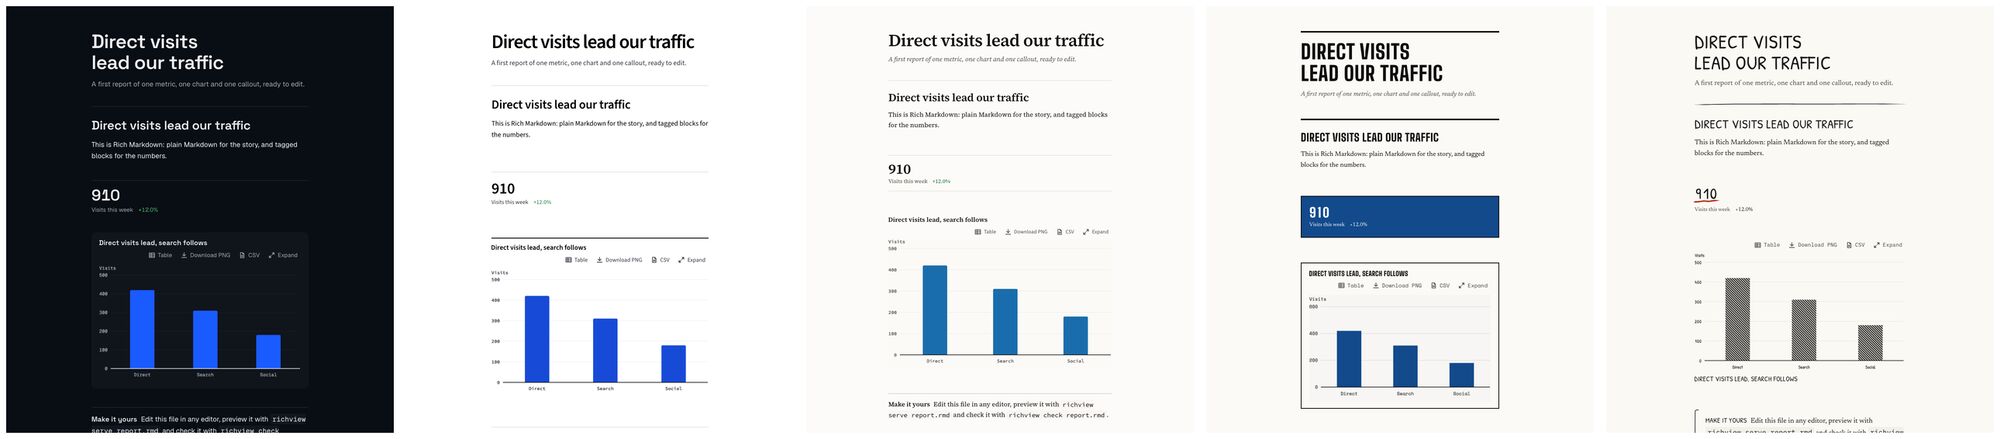 Direct visits
lead our traffic
A first report of one metric, one chart and one callout, ready to edit.
Direct visits lead our traffic
This is Rich Markdown: plain Markdown for the story, and tagged
blocks for the numbers.
910
Visits this week +12.0%
Direct visits lead, search follows
Table Download PNG CSV Expand
Visits
500
400
300
200
100
0
Direct Search Social
Make it yours Edit this file in any editor, preview it with richview
serve report.rmd and check it with richview check
Direct visits lead our traffic
A first report of one metric, one chart and one callout, ready to edit.
Direct visits lead our traffic
This is Rich Markdown: plain Markdown for the story, and tagged blocks for
the numbers.
910
Visits this week +12.0%
Direct visits lead, search follows
Table Download PNG CSV Expand
Visits
500
400
300
200
100
0
Direct Search Social
Direct visits lead our traffic
A first report of one metric, one chart and one callout, ready to edit.
Direct visits lead our traffic
This is Rich Markdown: plain Markdown for the story, and tagged blocks
for the numbers.
910
Visits this week +12.0%
Direct visits lead, search follows
Table Download PNG CSV Expand
Visits
500
400
300
200
100
0
Direct Search Social
Make it yours Edit this file in any editor, preview it with richview
serve report.rmd and check it with richview check report.rmd.
DIRECT VISITS
LEAD OUR TRAFFIC
A first report of one metric, one chart and one callout, ready to edit.
DIRECT VISITS LEAD OUR TRAFFIC
This is Rich Markdown: plain Markdown for the story, and tagged
blocks for the numbers.
910
Visits this week +12.0%
DIRECT VISITS LEAD, SEARCH FOLLOWS
Table Download PNG CSV Expand
Visits
600
400
200
0
Direct Search Social
DIRECT VISITS
LEAD OUR TRAFFIC
A first report of one metric, one chart and one callout, ready to edit.
DIRECT VISITS LEAD OUR TRAFFIC
This is Rich Markdown: plain Markdown for the story, and tagged
blocks for the numbers.
910
Visits this week +12.0%
Table Download PNG CSV Expand
Visits
500
400
300
200
100
0
Direct Search Social
DIRECT VISITS LEAD, SEARCH FOLLOWS
MAKE IT YOURS Edit this file in any editor, preview it with
richview serve report.rmd and check it with richview